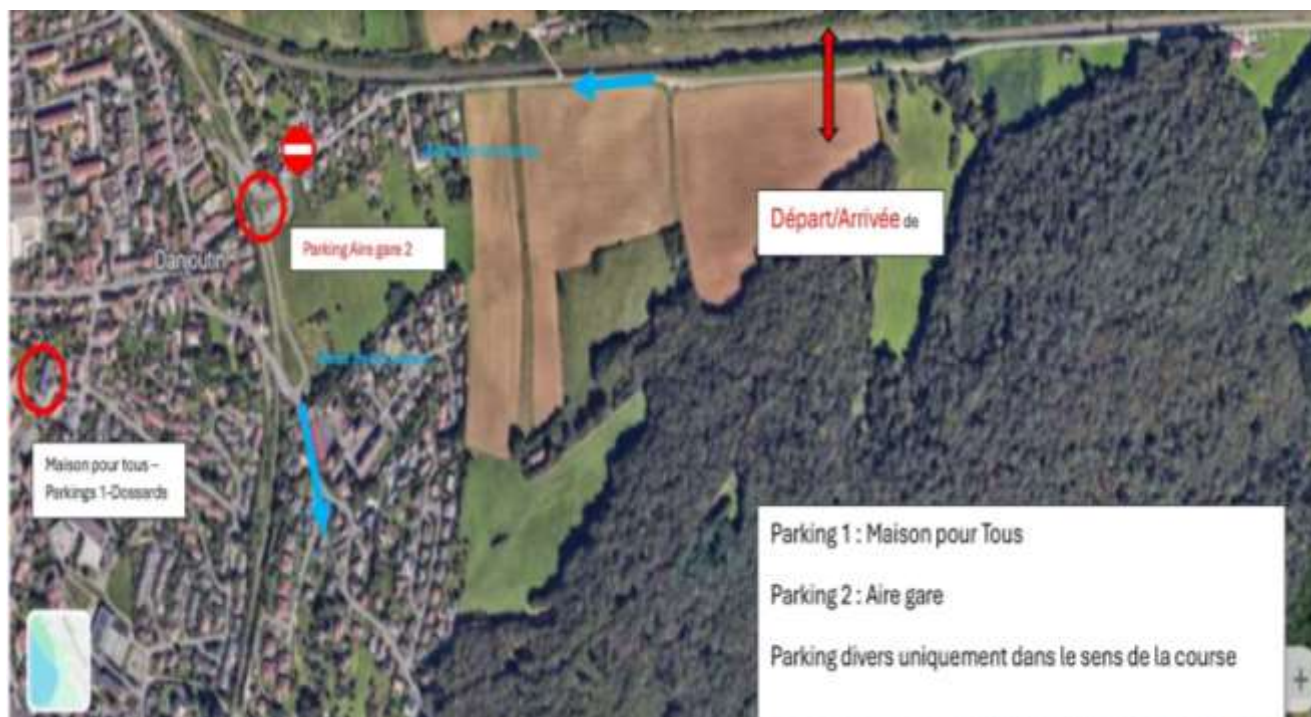 Départ/Arrivée de
Parking Aire gare 2
Danjoutin
Maison pour tous –
Parkings 1-Dossards
Parking 1 : Maison pour Tous
Parking 2 : Aire gare
Parking divers uniquement dans le sens de la course
+